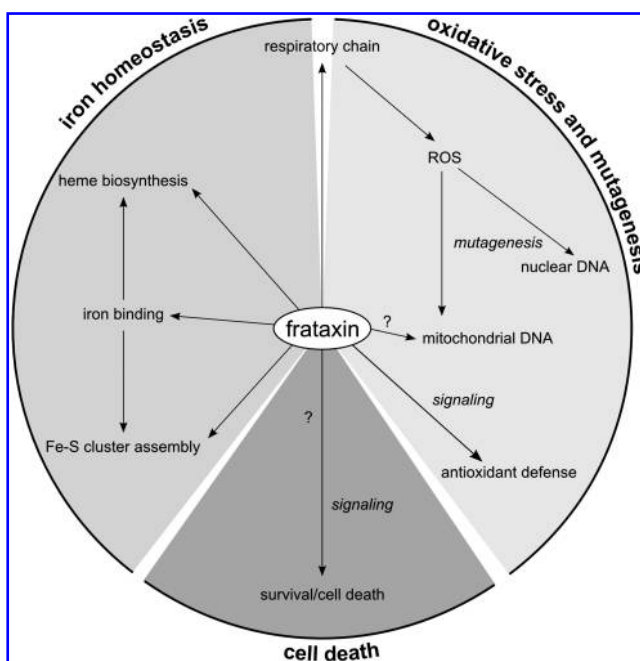 iron homeostasis
oxidative stress and mutagenesis
respiratory chain
ROS
heme biosynthesis
mutagenesis
nuclear DNA
iron binding
frataxin
?
mitochondrial DNA
signaling
Fe-S cluster assembly
antioxidant defense
?
signaling
survival/cell death
cell death